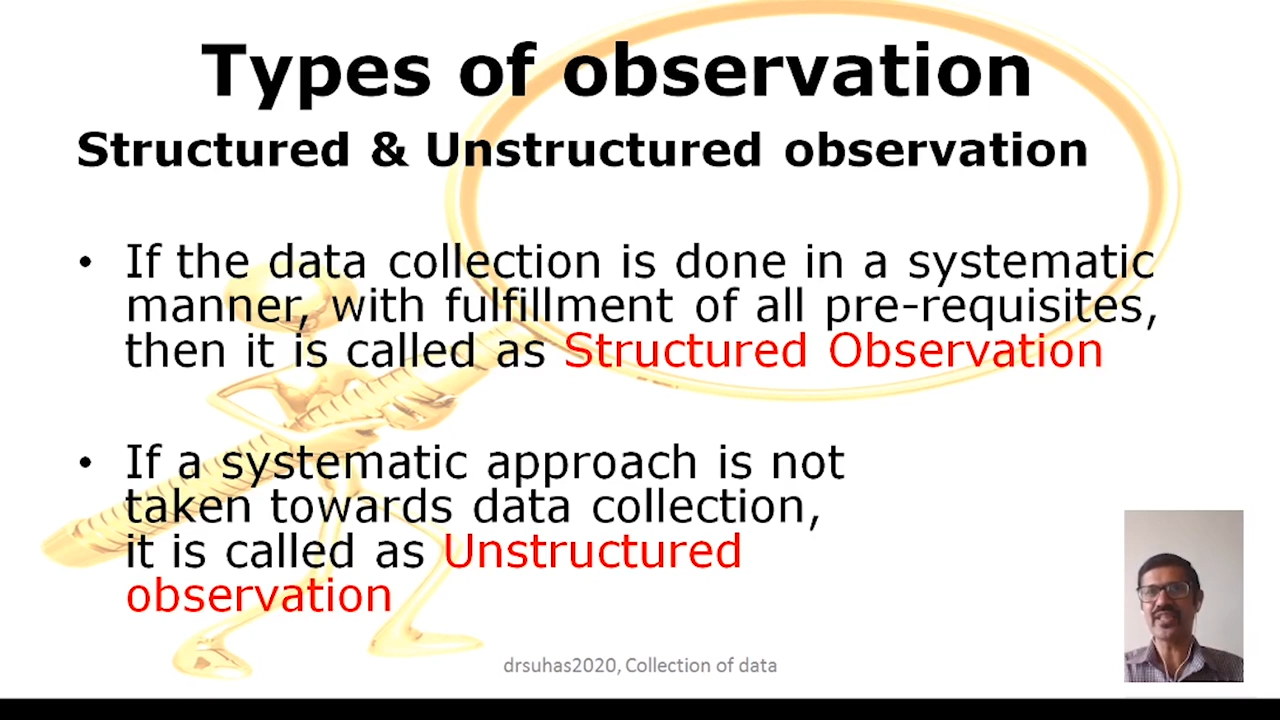 Types of observation
Structured & Unstructured observation
• If the data collection is done in a systematic
manner, with fulfillment of all pre-requisites,
then it is called as Structured Observation
• If a systematic approach is not
taken towards data collection,
it is called as Unstructured
observation
drsuhas2020, Collection of data